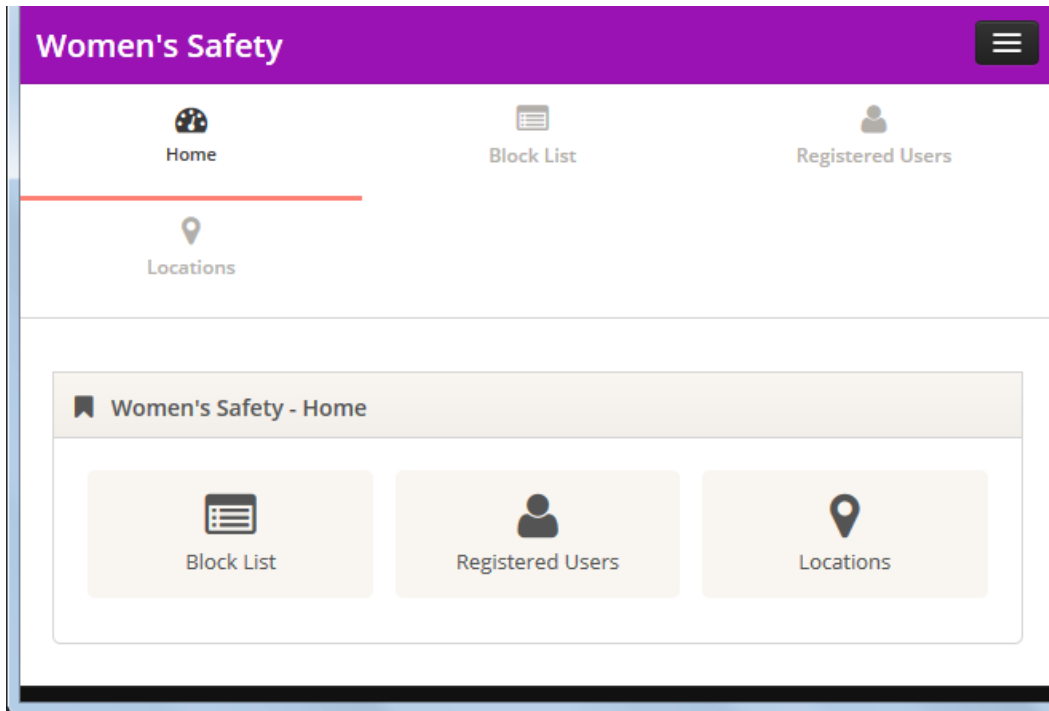 Women's Safety
Home
Block List
Registered Users
Locations
Women's Safety - Home
Block List
Registered Users
Locations